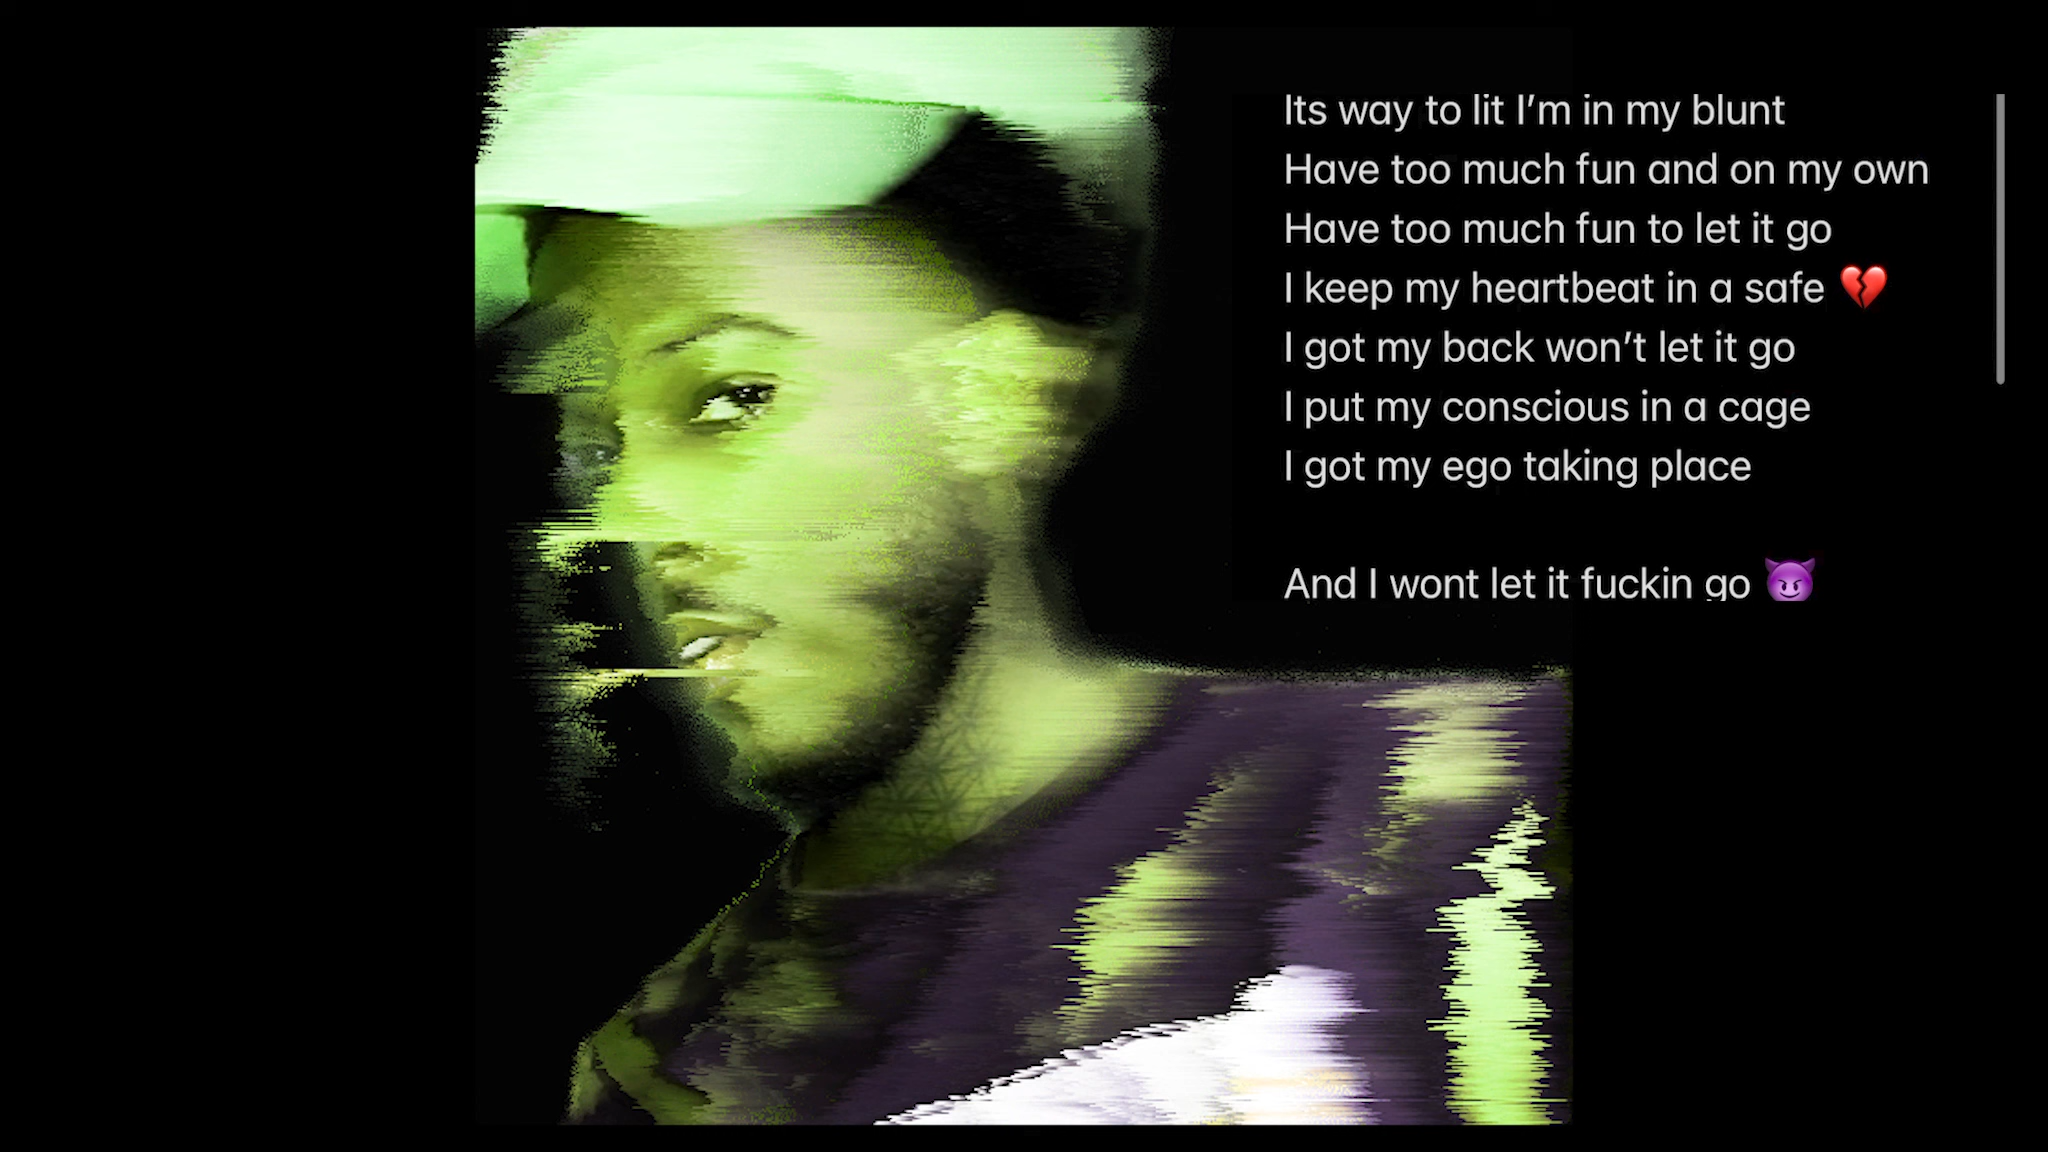 Its way to lit I’m in my blunt
Have too much fun and on my own
Have too much fun to let it go
I keep my heartbeat in a safe 💔
I got my back won’t let it go
I put my conscious in a cage
I got my ego taking place
And I wont let it fuckin go 😈